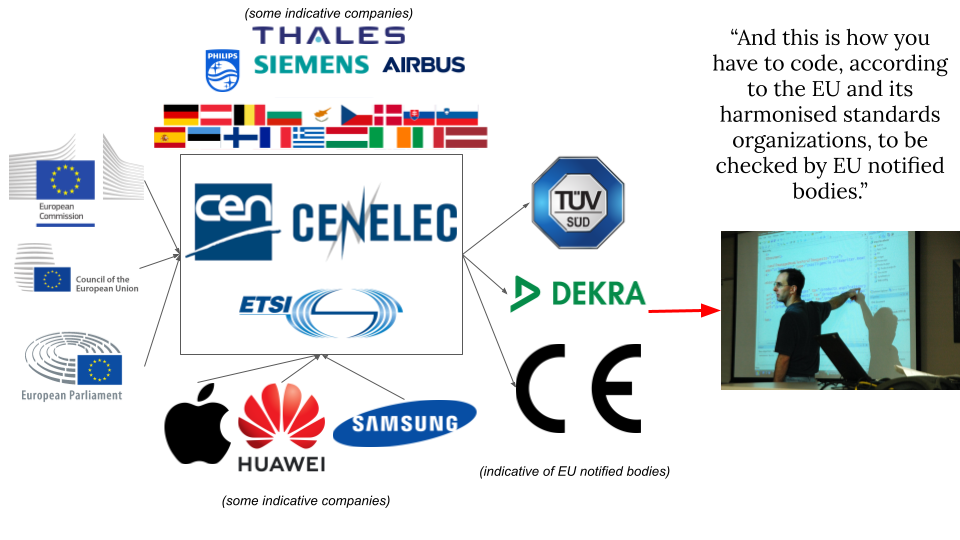 (some indicative companies)
THALES
PHILIPS
SIEMENS
AIRBUS
European
Commission
Council of the
European Union
European Parliament
cen
CENELEC
ETSI
TÜV
SÜD
DEKRA
CE
HUAWEI
SAMSUNG
(some indicative companies)
(indicative of EU notified bodies)
“And this is how you
have to code, according
to the EU and its
harmonised standards
organizations, to be
checked by EU notified
bodies.”